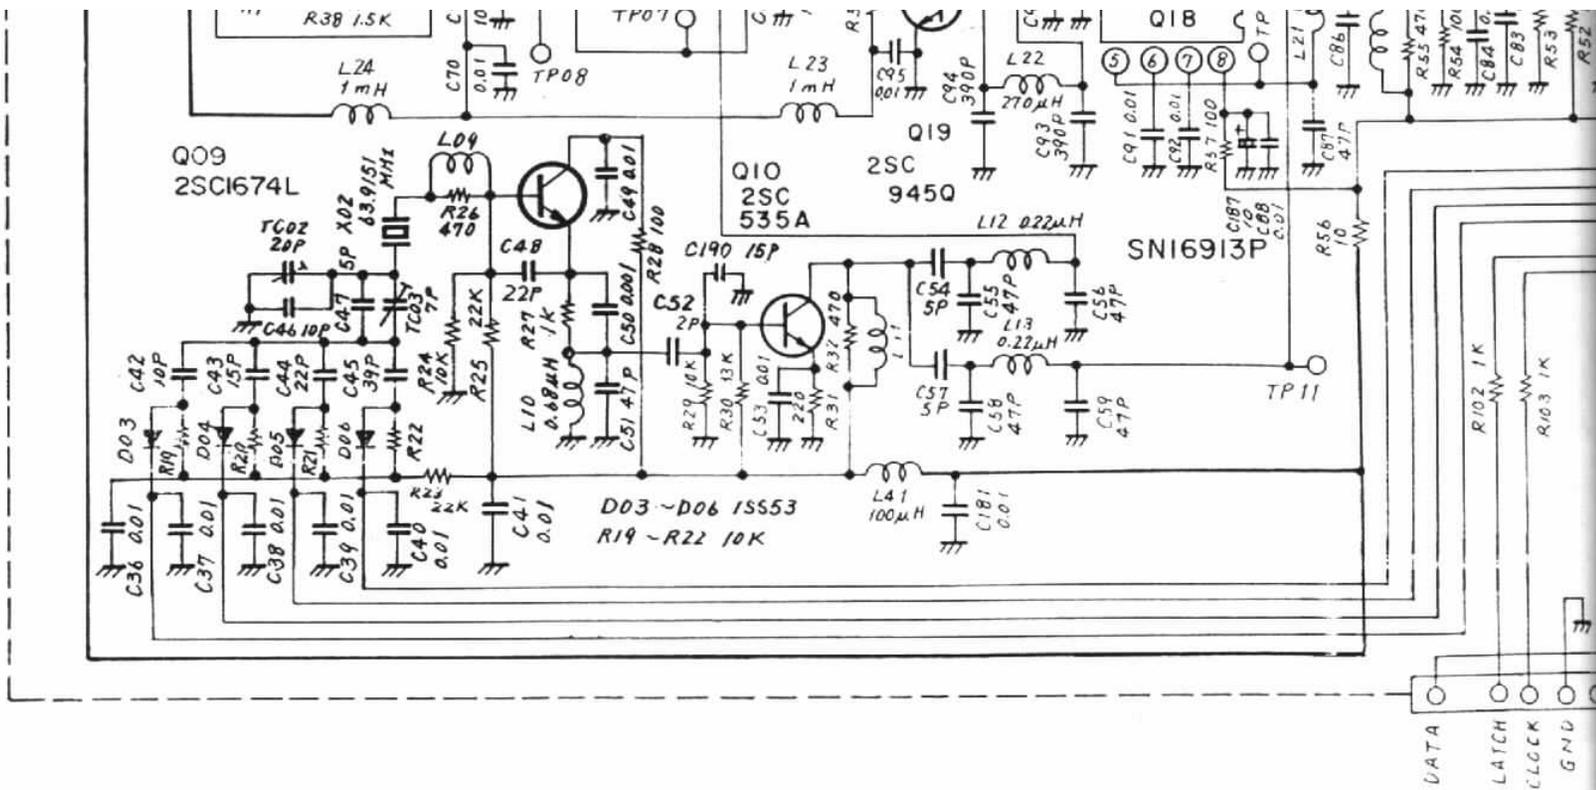 R38 1.5K
TP07
Q18
TP
L21
C86
R55 47
R54
C84
C83
R53
R52
C70
0.01
TP08
L24
1mH
L23
1mH
C95
0.01
C94
390P
L22
270μH
C93
390P
5
6
7
8
C91 0.01
C92 0.01
R57 100
C87
47P
Q09
2SC1674L
L09
X02
63.9151
MHz
R26
470
C49 0.01
R28 100
Q10
2SC
535A
Q19
2SC
945Q
C187
10
C88
0.01
R56
10
SN16913P
L12 0.22μH
TC02
20P
5P
C47
C46 10P
TC03
7P
C48
22P
C190 15P
C52
2P
R24
10K
22K
R25
R27 1K
C50 0.001
L10
0.68μH
C51 47P
R29 10K
R30 13K
C53 0.01
220
R31
R32 470
L11
C54
5P
C55
47P
C56
47P
L13
0.22μH
C57
5P
C58
47P
C59
47P
TP11
C42
10P
C43
15P
C44
22P
C45
39P
D03
R19
D04
R20
D05
R21
D06
R22
R23
22K
C36 0.01
C37 0.01
C38 0.01
C39 0.01
C40
0.01
C41
0.01
D03 ~ D06 1SS53
R19 ~ R22 10K
L41
100μH
C181
0.01
R102 1K
R103 1K
DATA
LATCH
CLOCK
GND